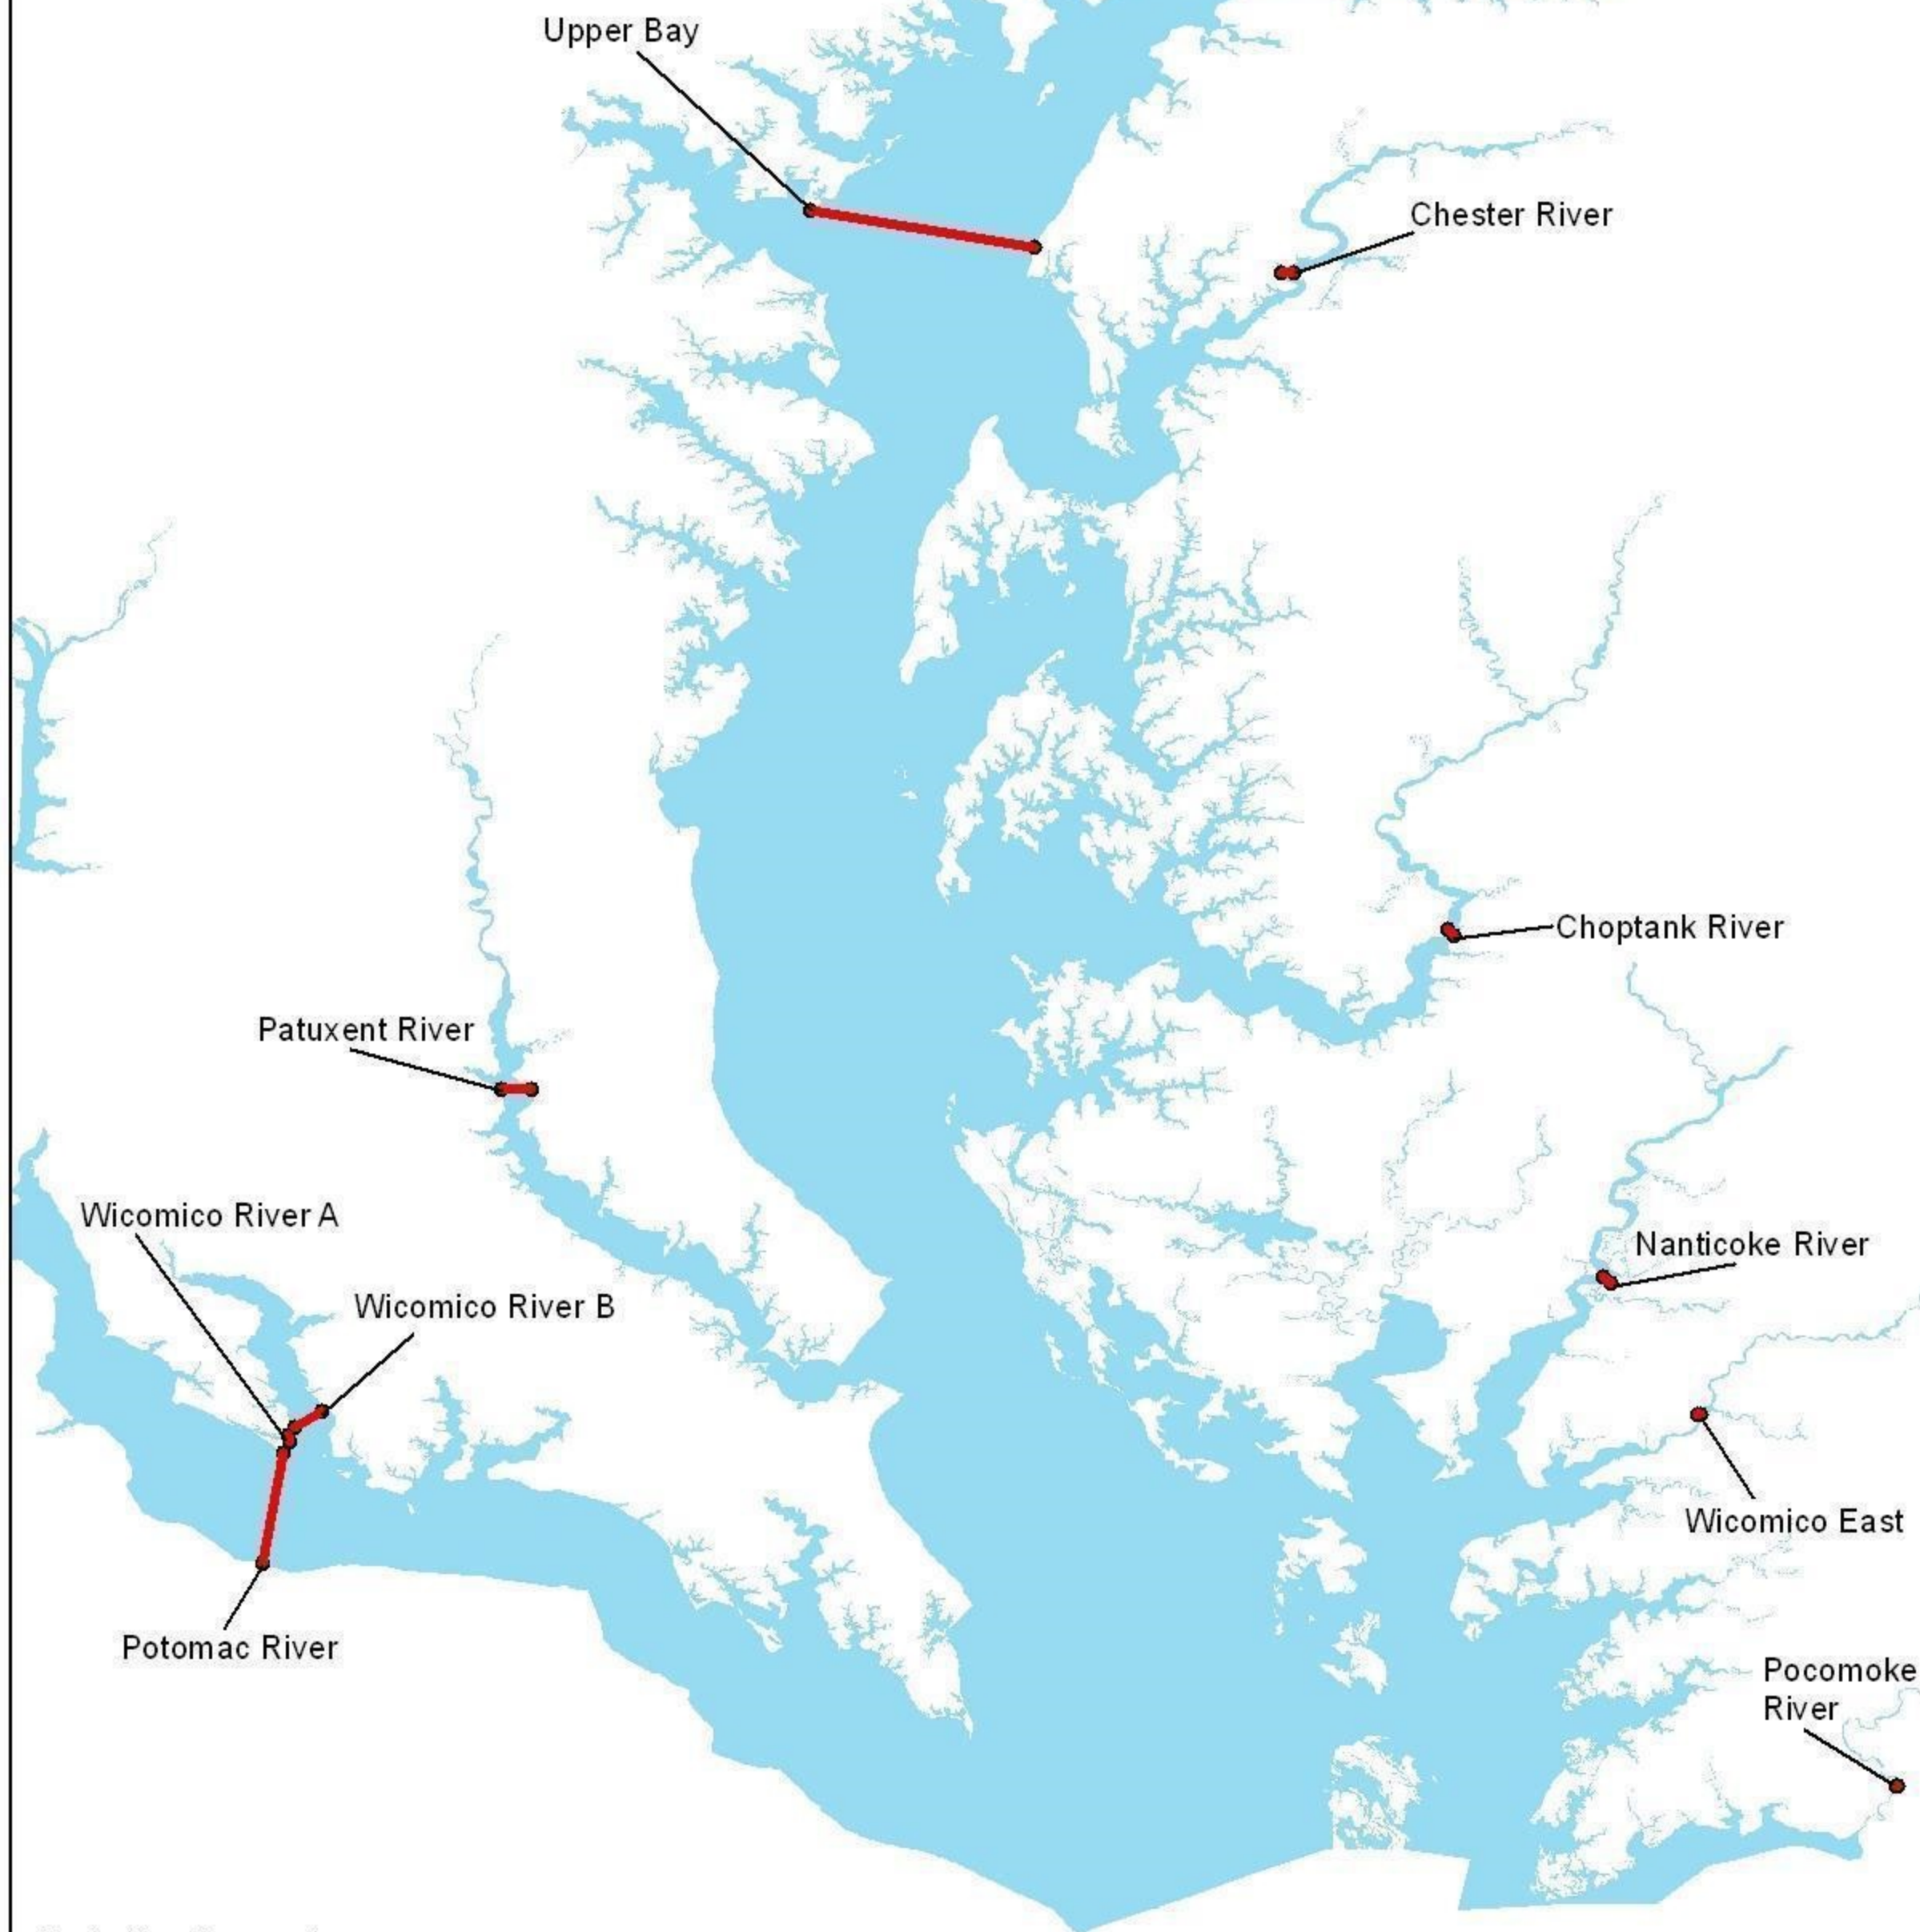 Upper Bay
Chester River
Choptank River
Patuxent River
Wicomico River A
Nanticoke River
Wicomico River B
Wicomico East
Potomac River
Pocomoke
River